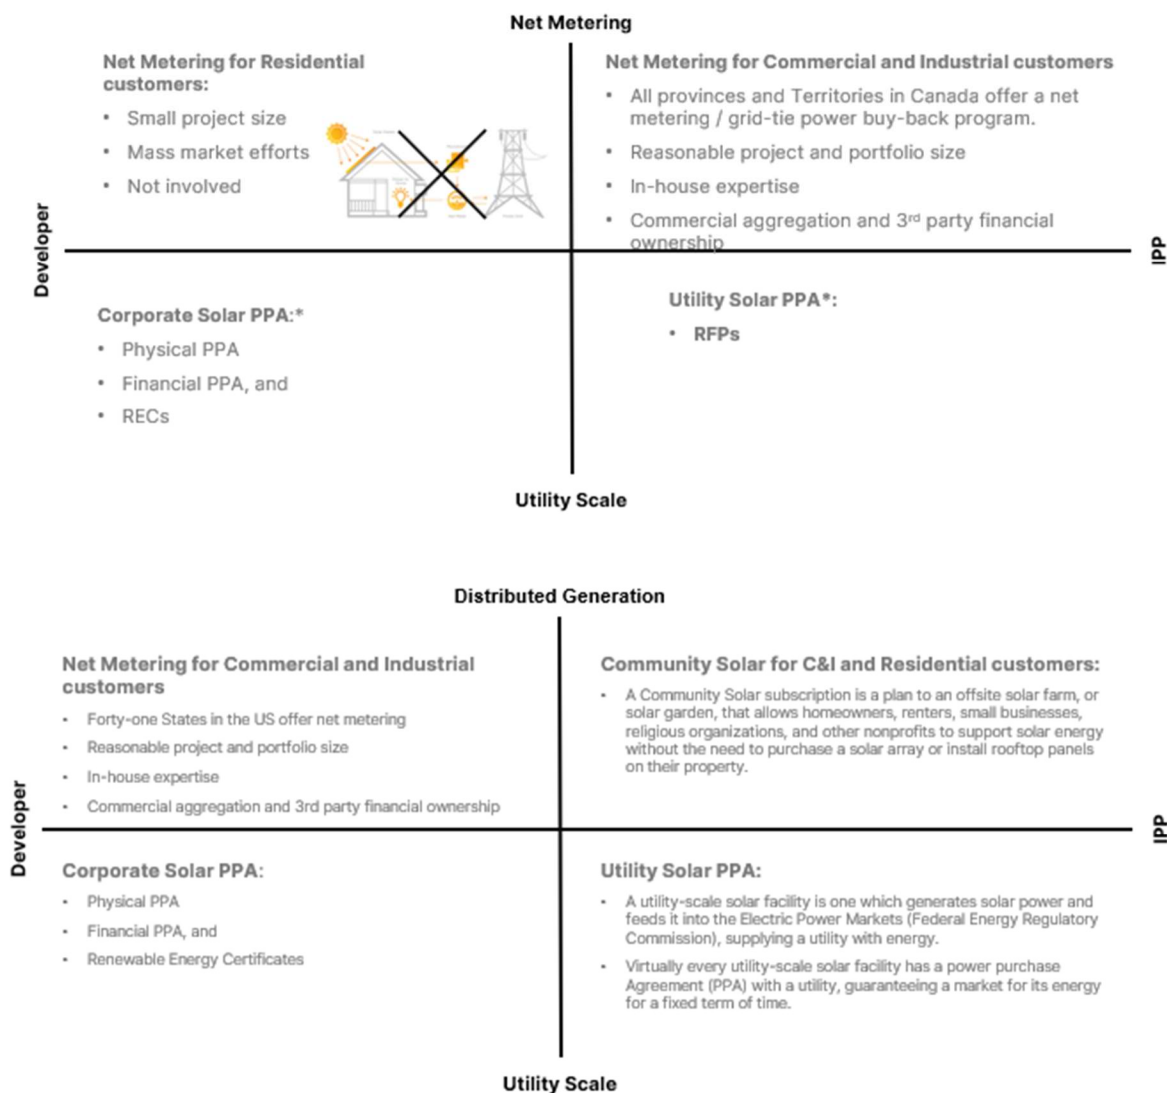 Net Metering
Net Metering for Residential
customers:
• Small project size
• Mass market efforts
• Not involved
Net Metering for Commercial and Industrial customers
• All provinces and Territories in Canada offer a net
metering / grid-tie power buy-back program.
• Reasonable project and portfolio size
• In-house expertise
• Commercial aggregation and 3rd party financial
ownership
Developer
IPP
Corporate Solar PPA:*
• Physical PPA
• Financial PPA, and
• RECs
Utility Solar PPA*:
• RFPs
Utility Scale
Distributed Generation
Net Metering for Commercial and Industrial
customers
• Forty-one States in the US offer net metering
• Reasonable project and portfolio size
• In-house expertise
• Commercial aggregation and 3rd party financial ownership
Community Solar for C&I and Residential customers:
• A Community Solar subscription is a plan to an offsite solar farm, or
solar garden, that allows homeowners, renters, small businesses,
religious organizations, and other nonprofits to support solar energy
without the need to purchase a solar array or install rooftop panels
on their property.
Developer
IPP
Corporate Solar PPA:
• Physical PPA
• Financial PPA, and
• Renewable Energy Certificates
Utility Solar PPA:
• A utility-scale solar facility is one which generates solar power and
feeds it into the Electric Power Markets (Federal Energy Regulatory
Commission), supplying a utility with energy.
• Virtually every utility-scale solar facility has a power purchase
Agreement (PPA) with a utility, guaranteeing a market for its energy
for a fixed term of time.
Utility Scale